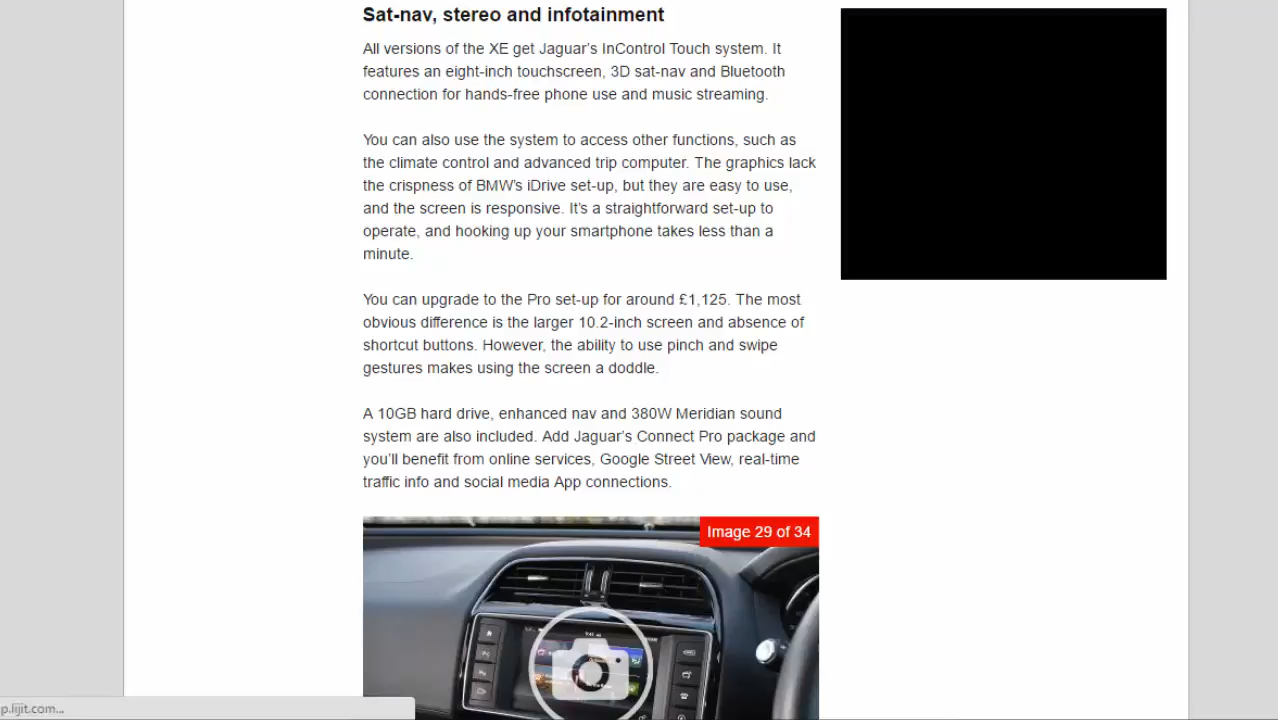 Sat-nav, stereo and infotainment
All versions of the XE get Jaguar's InControl Touch system. It
features an eight-inch touchscreen, 3D sat-nav and Bluetooth
connection for hands-free phone use and music streaming.
You can also use the system to access other functions, such as
the climate control and advanced trip computer. The graphics lack
the crispness of BMW's iDrive set-up, but they are easy to use,
and the screen is responsive. It's a straightforward set-up to
operate, and hooking up your smartphone takes less than a
minute.
You can upgrade to the Pro set-up for around £1,125. The most
obvious difference is the larger 10.2-inch screen and absence of
shortcut buttons. However, the ability to use pinch and swipe
gestures makes using the screen a doddle.
A 10GB hard drive, enhanced nav and 380W Meridian sound
system are also included. Add Jaguar's Connect Pro package and
you'll benefit from online services, Google Street View, real-time
traffic info and social media App connections.
Image 29 of 34
p.lijit.com...